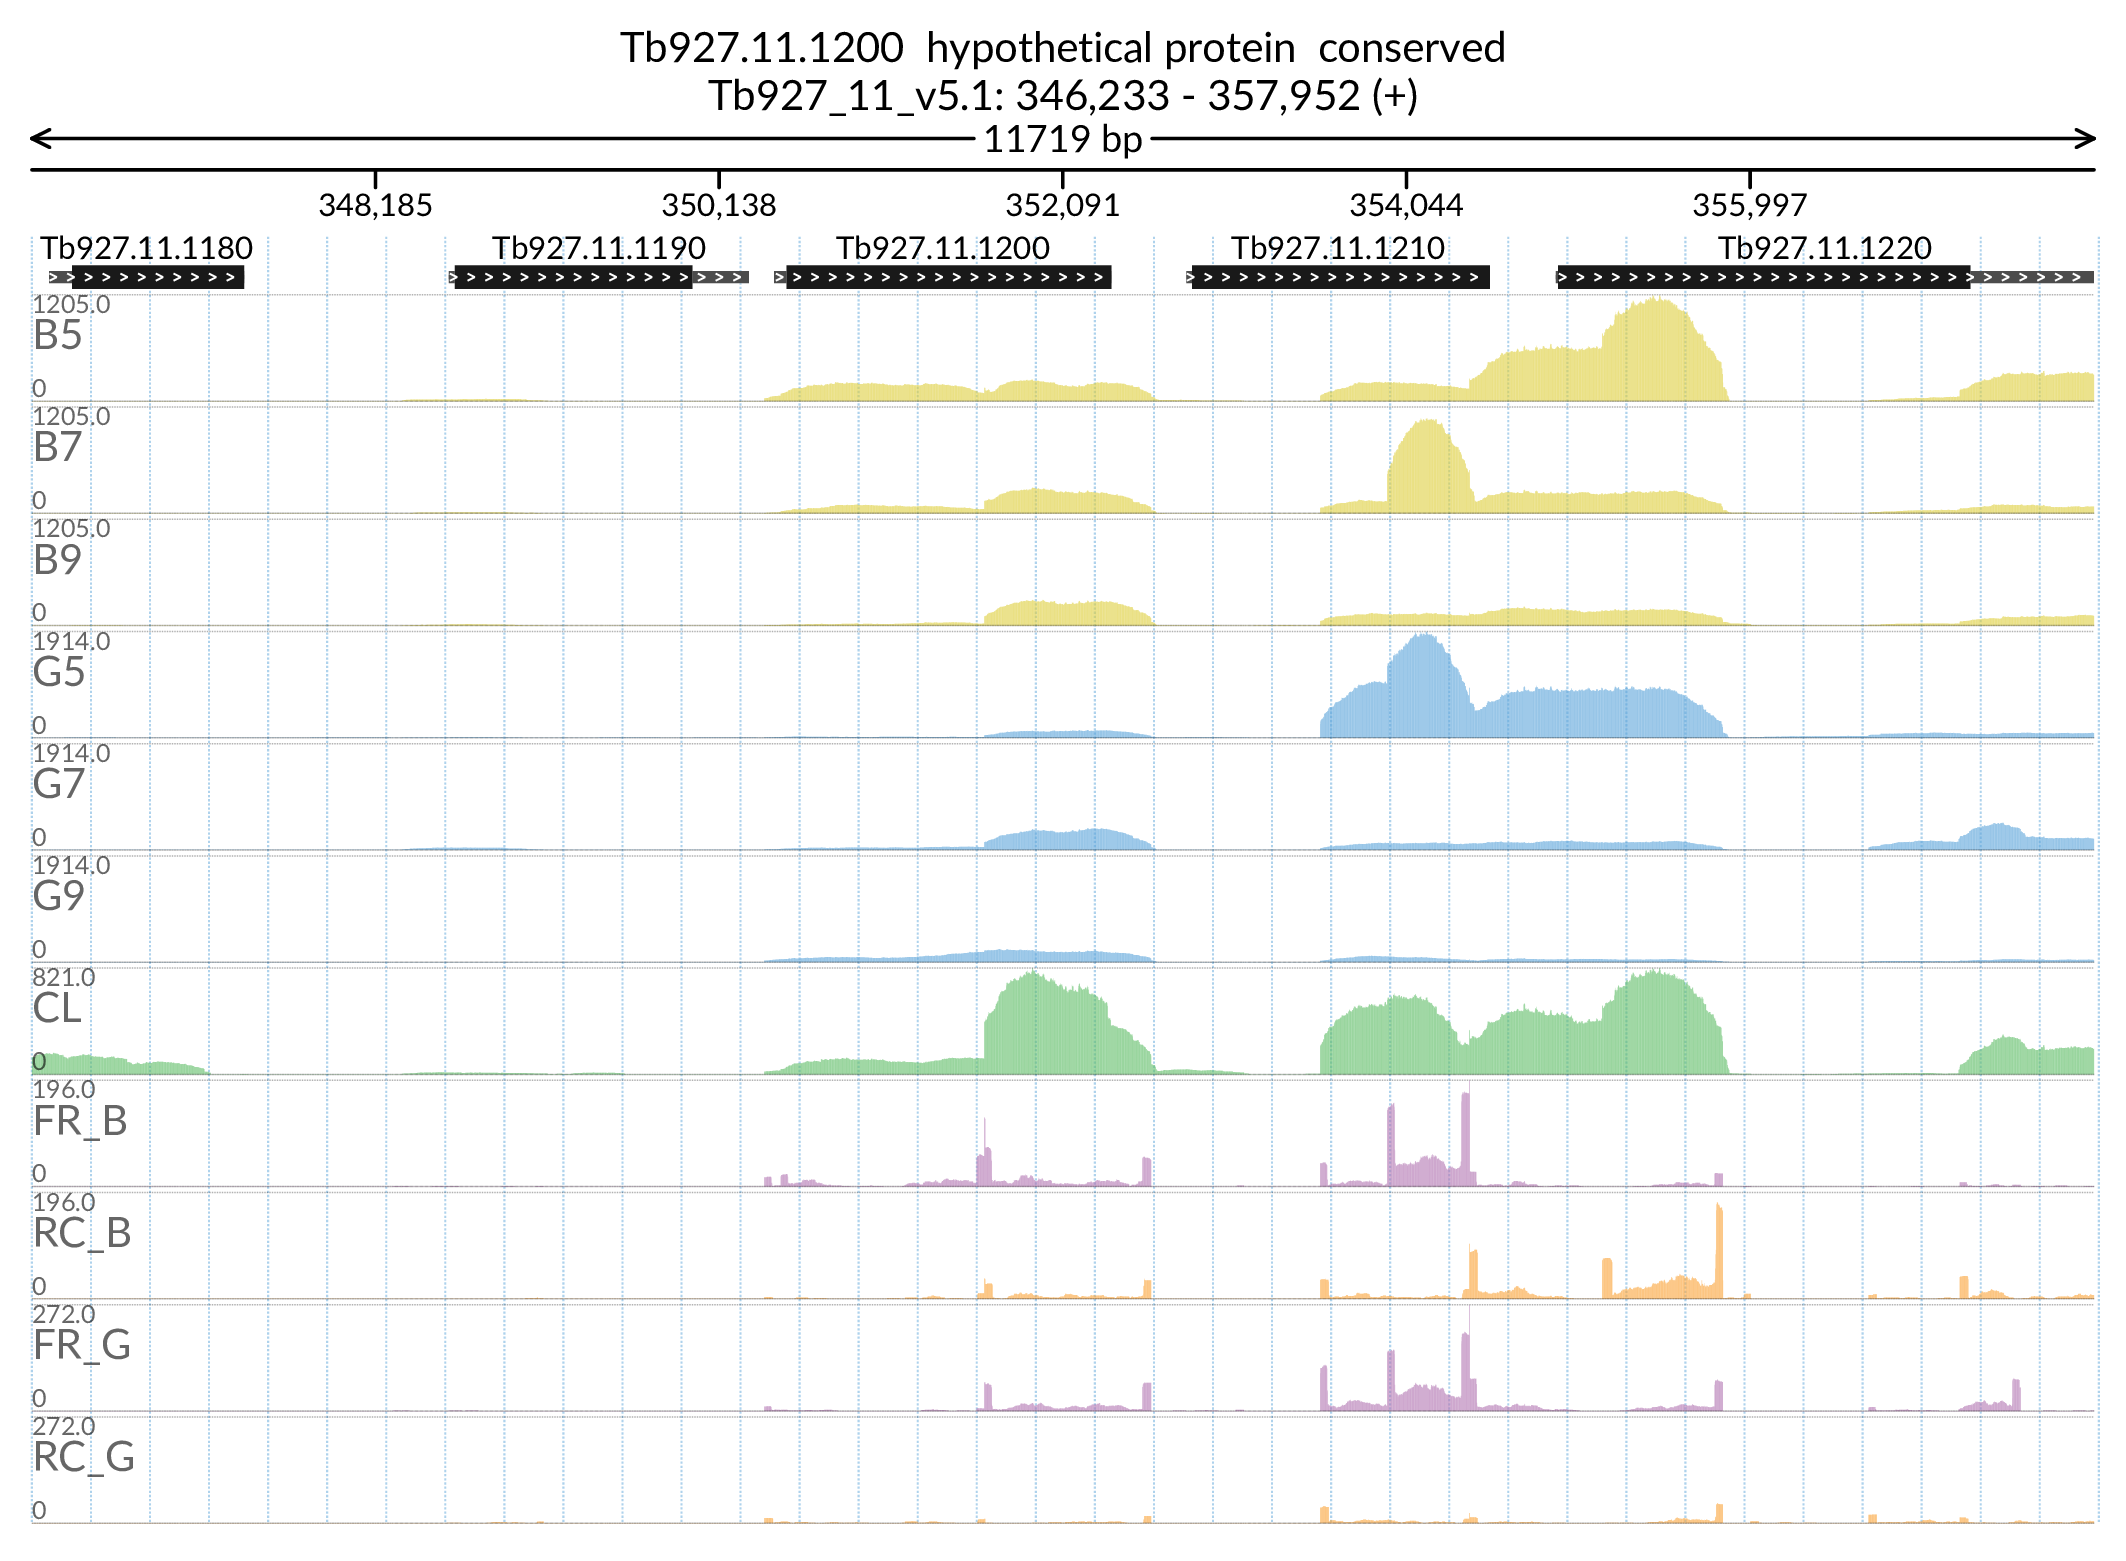 Tb927.11.1200 hypothetical protein conserved
Tb927_11_v5.1: 346,233 - 357,952 (+)
11719 bp
348,185 350,138 352,091 354,044 355,997
Tb927.11.1180 Tb927.11.1190 Tb927.11.1200 Tb927.11.1210 Tb927.11.1220
1205.0
B5
0
1205.0
B7
0
1205.0
B9
0
1914.0
G5
0
1914.0
G7
0
1914.0
G9
0
821.0
CL
0
196.0
FR_B
0
196.0
RC_B
0
272.0
FR_G
0
272.0
RC_G
0